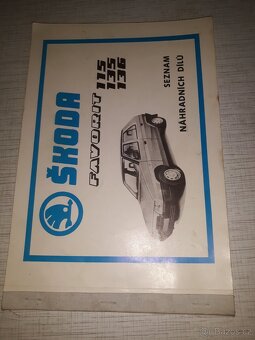 ŠKODA
FAVORIT 115
135
136
SEZNAM
NÁHRADNÍCH DÍLŮ